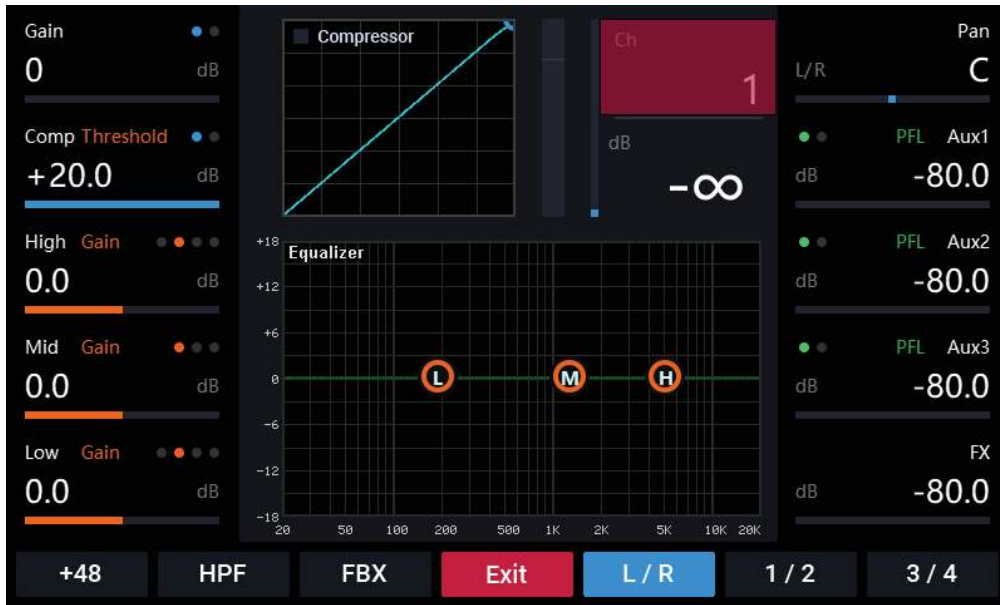 Gain
0 dB
Comp Threshold
+20.0 dB
High Gain
0.0 dB
Mid Gain
0.0 dB
Low Gain
0.0 dB
Compressor
Ch
1
dB
-∞
Equalizer
+18
+12
+6
0
-6
-12
-18
L M H
20 50 100 200 500 1K 2K 5K 10K 20K
Pan
L/R C
PFL Aux1
dB -80.0
PFL Aux2
dB -80.0
PFL Aux3
dB -80.0
FX
dB -80.0
+48 HPF FBX Exit L / R 1 / 2 3 / 4